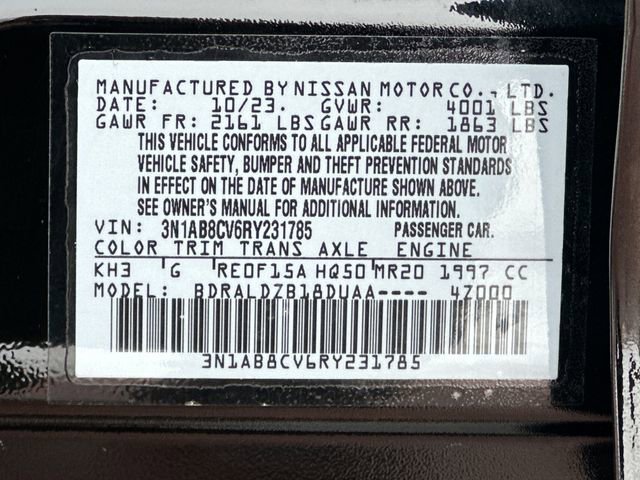 MANUFACTURED BY NISSAN MOTOR CO., LTD.
DATE: 10/23. GVWR: 4001 LBS
GAWR FR: 2161 LBS GAWR RR: 1863 LBS
THIS VEHICLE CONFORMS TO ALL APPLICABLE FEDERAL MOTOR
VEHICLE SAFETY, BUMPER AND THEFT PREVENTION STANDARDS
IN EFFECT ON THE DATE OF MANUFACTURE SHOWN ABOVE.
SEE OWNER'S MANUAL FOR ADDITIONAL INFORMATION.
VIN: 3N1AB8CV6RY231785 PASSENGER CAR.
COLOR TRIM TRANS AXLE ENGINE
KH3 G RE0F15A HQ50 MR20 1997 CC
MODEL: BDRALDZB18DUAA---- 4Z000
3N1AB8CV6RY231785